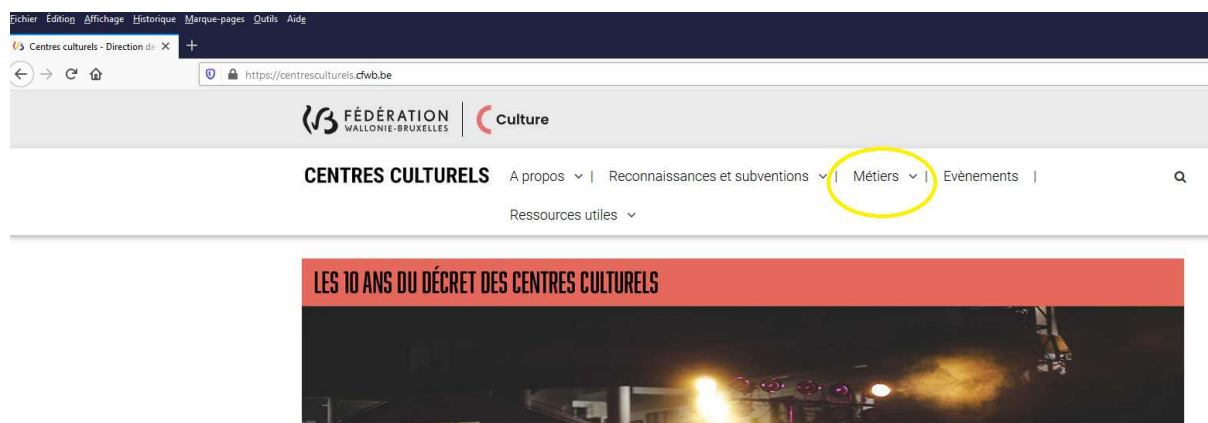 Fichier Édition Affichage Historique Marque-pages Outils Aide
Centres culturels - Direction de
https://centresculturels.cfwb.be
FÉDÉRATION
WALLONIE-BRUXELLES
Culture
CENTRES CULTURELS A propos | Reconnaissances et subventions | Métiers | Evènements |
Ressources utiles
LES 10 ANS DU DÉCRET DES CENTRES CULTURELS